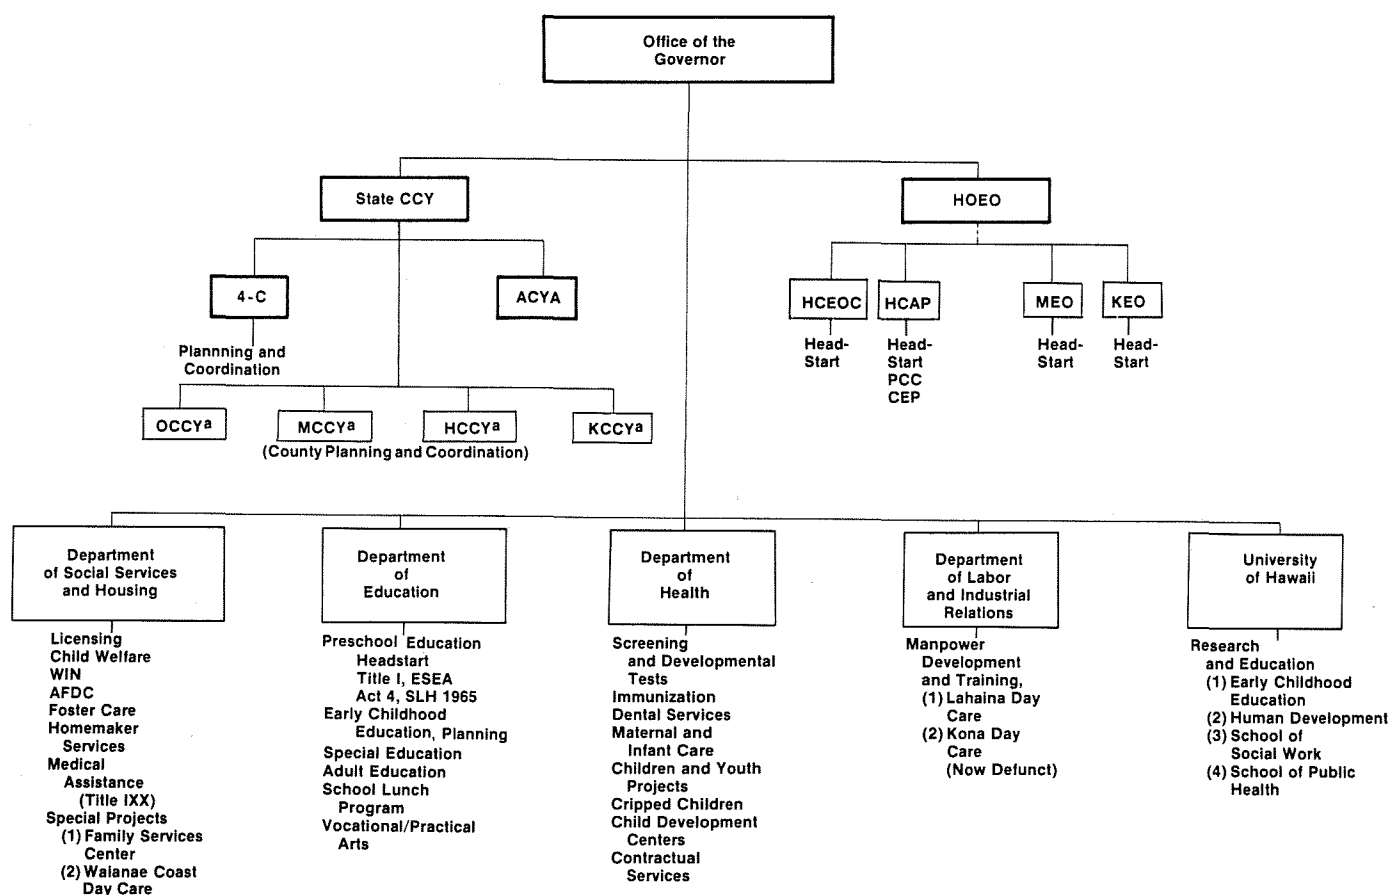 Office of the
Governor
State CCY
HOEO
4-C
ACYA
HCEOC
HCAP
MEO
KEO
Plannning and
Coordination
Head-
Start
Head-
Start
PCC
CEP
Head-
Start
Head-
Start
OCCYa
MCCYa
HCCYa
KCCYa
(County Planning and Coordination)
Department
of Social Services
and Housing
Licensing
Child Welfare
WIN
AFDC
Foster Care
Homemaker
Services
Medical
Assistance
(Title IXX)
Special Projects
(1) Family Services
Center
(2) Waianae Coast
Day Care
Department
of
Education
Preschool Education
Headstart
Title I, ESEA
Act 4, SLH 1965
Early Childhood
Education, Planning
Special Education
Adult Education
School Lunch
Program
Vocational/Practical
Arts
Department
of
Health
Screening
and Developmental
Tests
Immunization
Dental Services
Maternal and
Infant Care
Children and Youth
Projects
Cripped Children
Child Development
Centers
Contractual
Services
Department
of Labor
and Industrial
Relations
Manpower
Development
and Training,
(1) Lahaina Day
Care
(2) Kona Day
Care
(Now Defunct)
University
of Hawaii
Research
and Education
(1) Early Childhood
Education
(2) Human Development
(3) School of
Social Work
(4) School of Public
Health